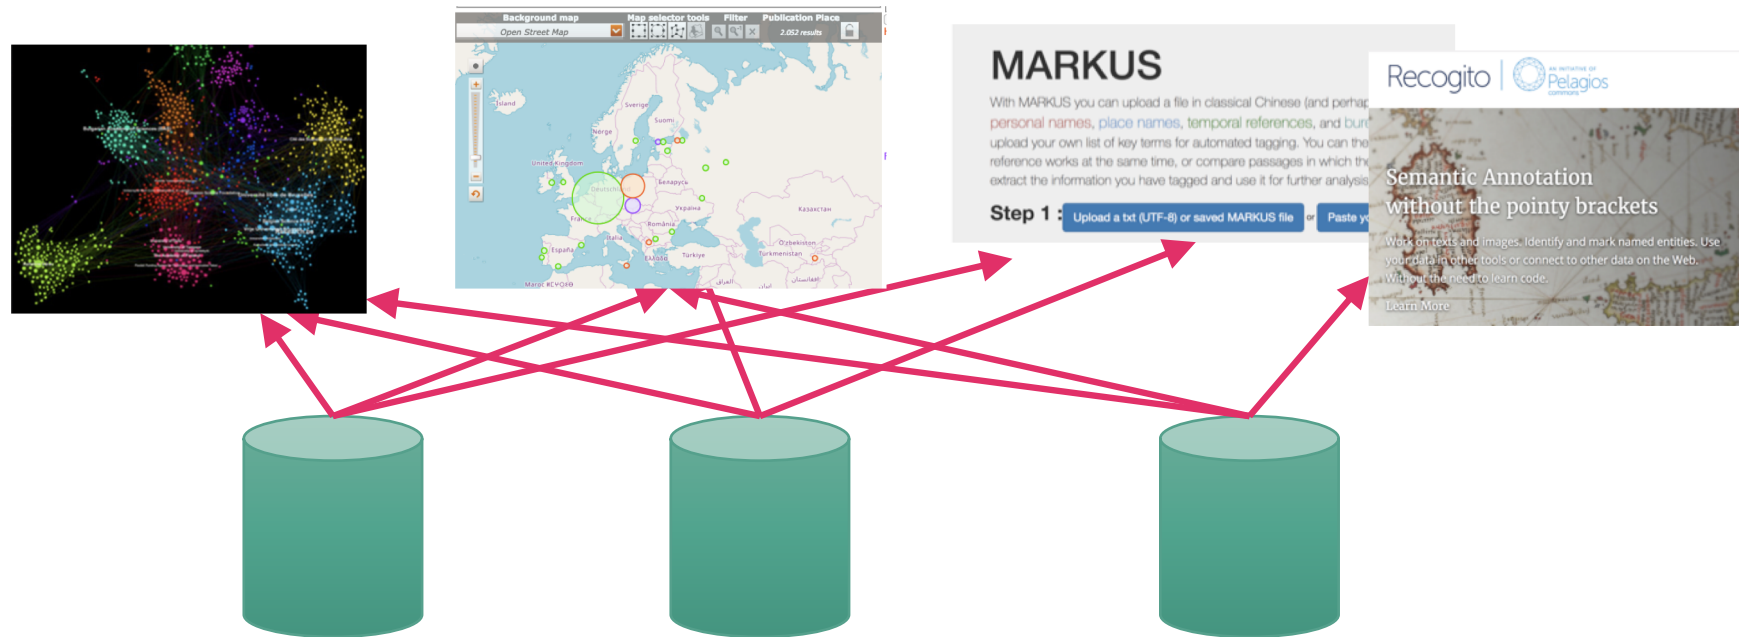 Background map
Map selector tools
Filter
Publication Place
Open Street Map
2.052 results
Ísland
Sverige
Suomi
Norge
United Kingdom
Deutschland
Беларусь
Україна
France
România
Italia
España
Ελλάδα
Türkiye
Казахстан
O'zbekiston
Türkmenistan
العراق
ایران
افغانستان
Maroc
MARKUS
With MARKUS you can upload a file in classical Chinese (and perhap
personal names, place names, temporal references, and bure
upload your own list of key terms for automated tagging. You can the
reference works at the same time, or compare passages in which the
extract the information you have tagged and use it for further analysis
Step 1 : Upload a txt (UTF-8) or saved MARKUS file or Paste yo
Recogito
AN INITIATIVE OF
Pelagios
commons
Semantic Annotation
without the pointy brackets
Work on texts and images. Identify and mark named entities. Use
your data in other tools or connect to other data on the Web.
Without the need to learn code.
Learn More